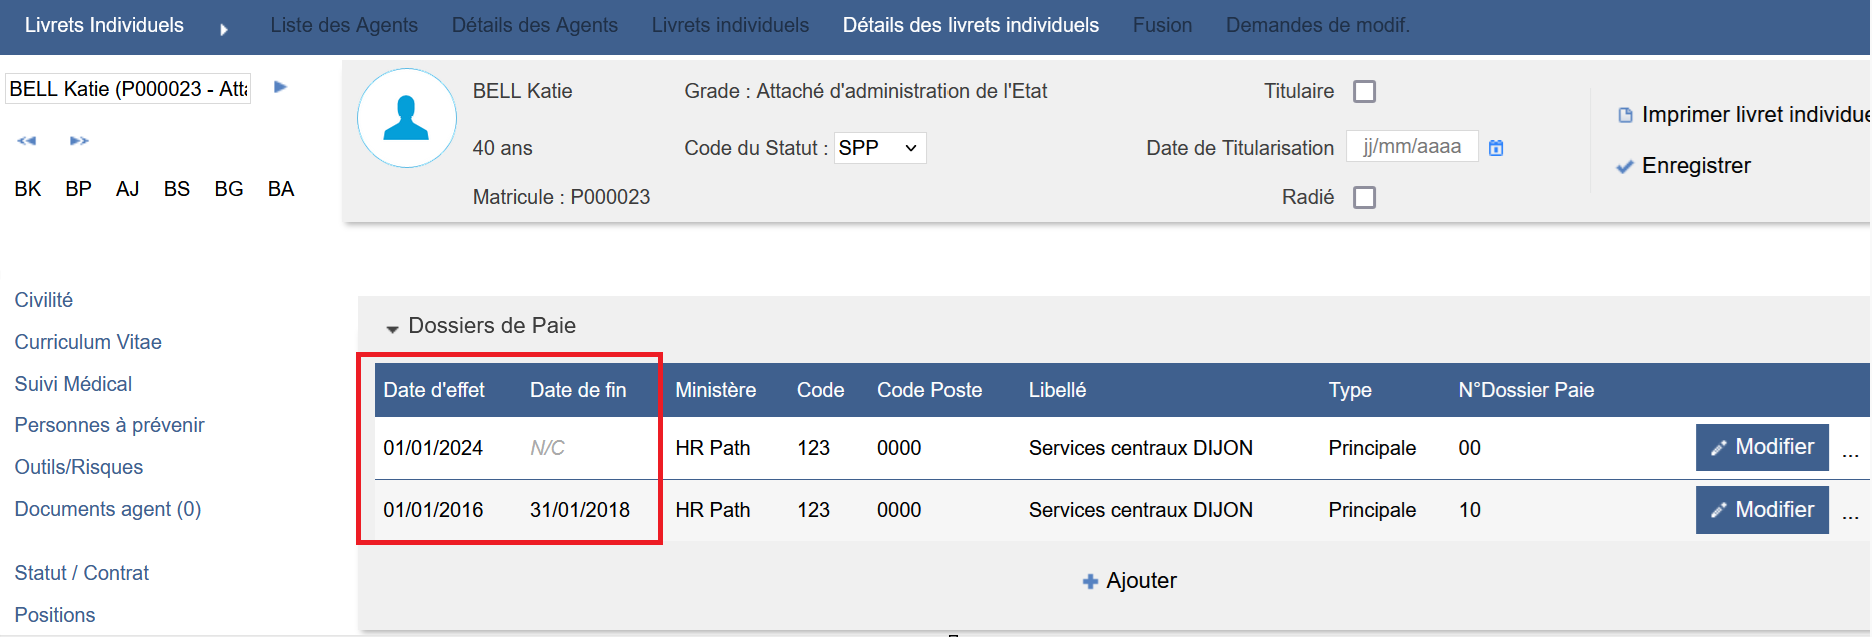 Livrets Individuels Liste des Agents Détails des Agents Livrets individuels Détails des livrets individuels Fusion Demandes de modif.
BELL Katie (P000023 - Atta
BK BP AJ BS BG BA
BELL Katie Grade : Attaché d'administration de l'Etat Titulaire
40 ans Code du Statut : SPP Date de Titularisation jj/mm/aaaa
Matricule : P000023 Radié
Imprimer livret individue
Enregistrer
Civilité
Curriculum Vitae
Suivi Médical
Personnes à prévenir
Outils/Risques
Documents agent (0)
Statut / Contrat
Positions
Dossiers de Paie
Date d'effet Date de fin Ministère Code Code Poste Libellé Type N°Dossier Paie
01/01/2024 N/C HR Path 123 0000 Services centraux DIJON Principale 00 Modifier ...
01/01/2016 31/01/2018 HR Path 123 0000 Services centraux DIJON Principale 10 Modifier ...
Ajouter